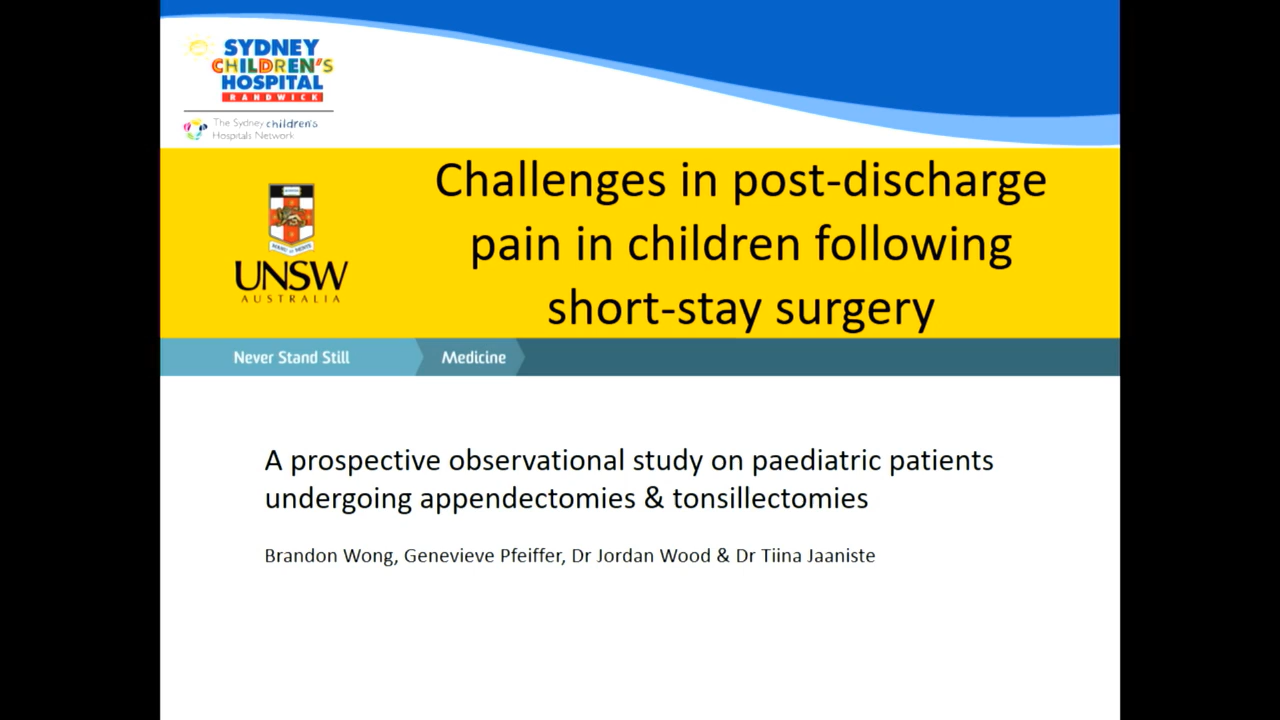 SYDNEY
CHILDREN'S
HOSPITAL
RANDWICK
The Sydney children's
Hospitals Network
Challenges in post-discharge
pain in children following
short-stay surgery
UNSW
AUSTRALIA
Never Stand Still
Medicine
A prospective observational study on paediatric patients
undergoing appendectomies & tonsillectomies
Brandon Wong, Genevieve Pfeiffer, Dr Jordan Wood & Dr Tiina Jaaniste